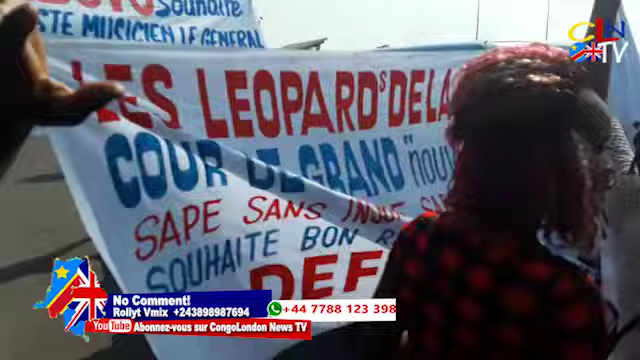 souhaite
STE MUSICIEN LE GENERAL
CLN
TV
LES LEOPARDS DE LA
COUR DE GRAND "nou
SAPE SANS
SOUHAITE BON
DEF
No Comment!
Rollyt Vmix +243898987694
+44 7788 123 398
YouTube Abonnez-vous sur CongoLondon News TV